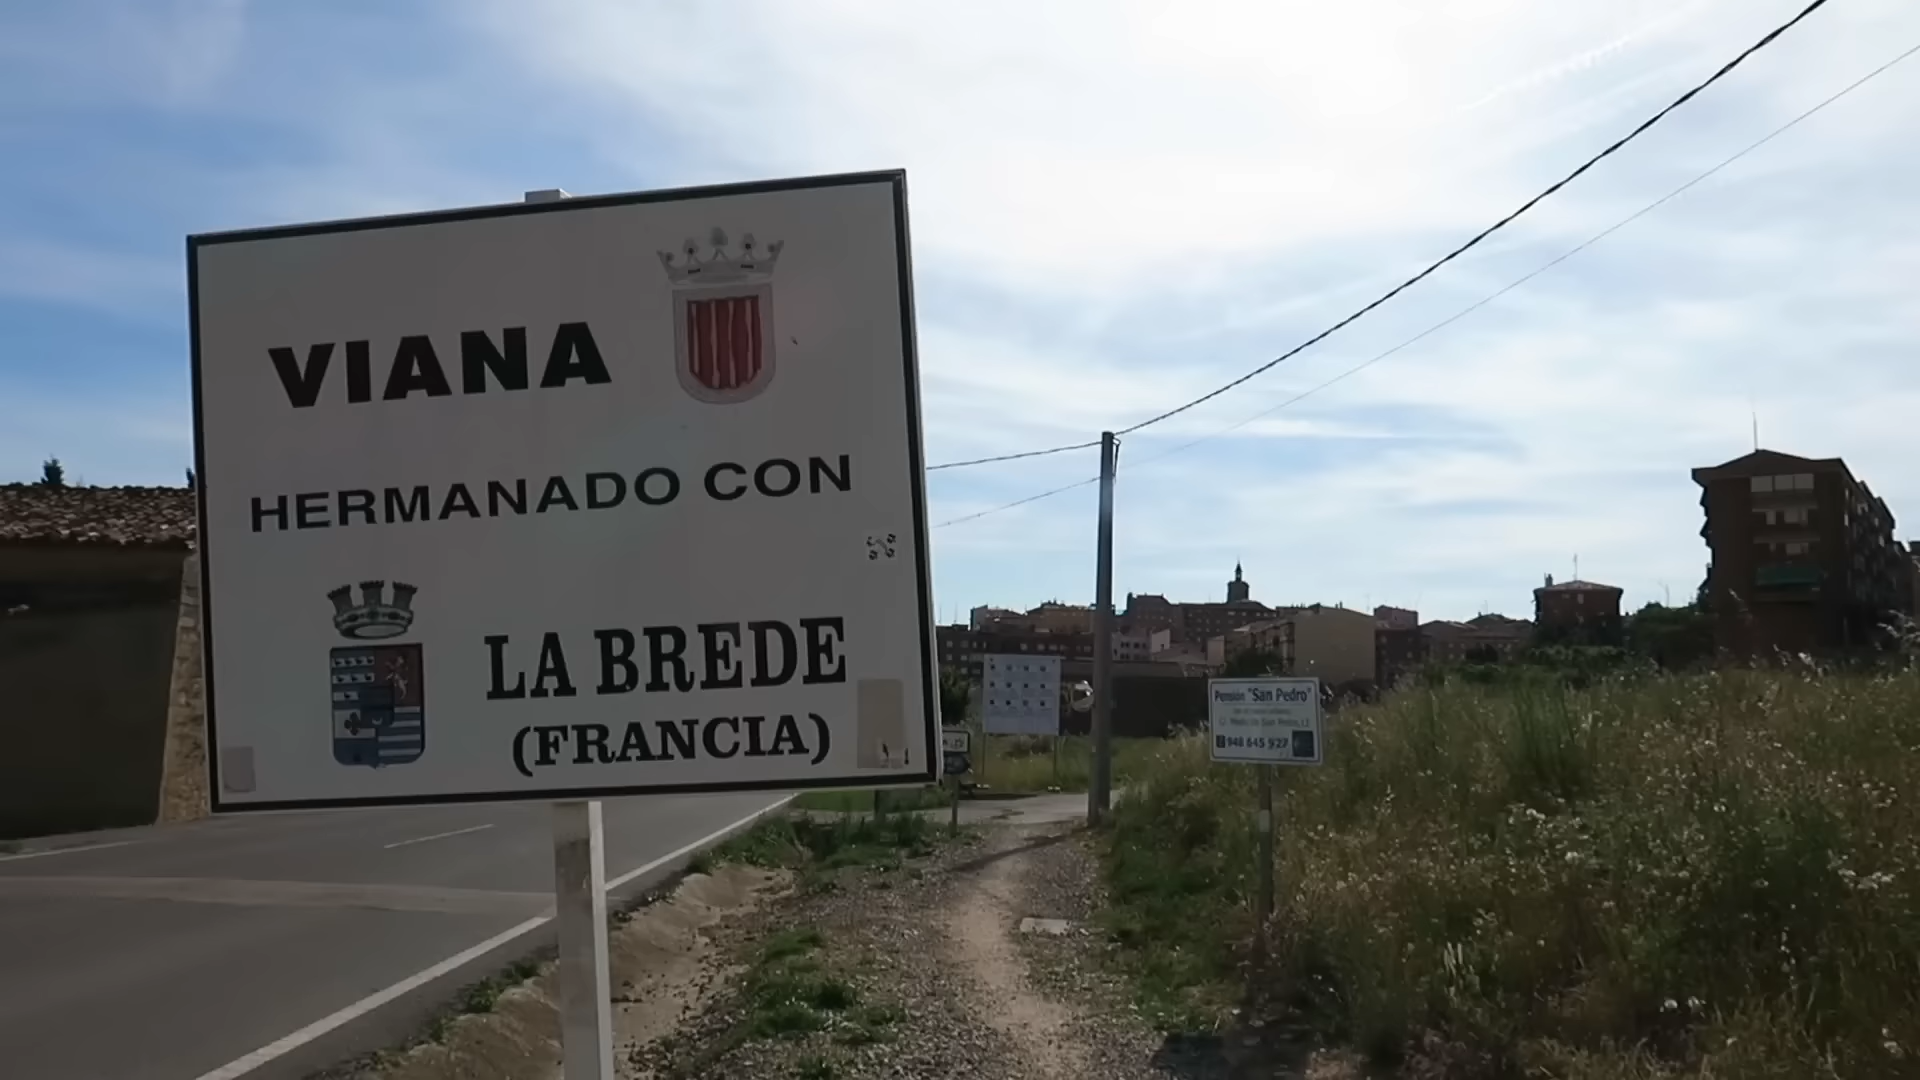 VIANA
HERMANADO CON
LA BREDE
(FRANCIA)
Pensión "San Pedro"
948 645 927